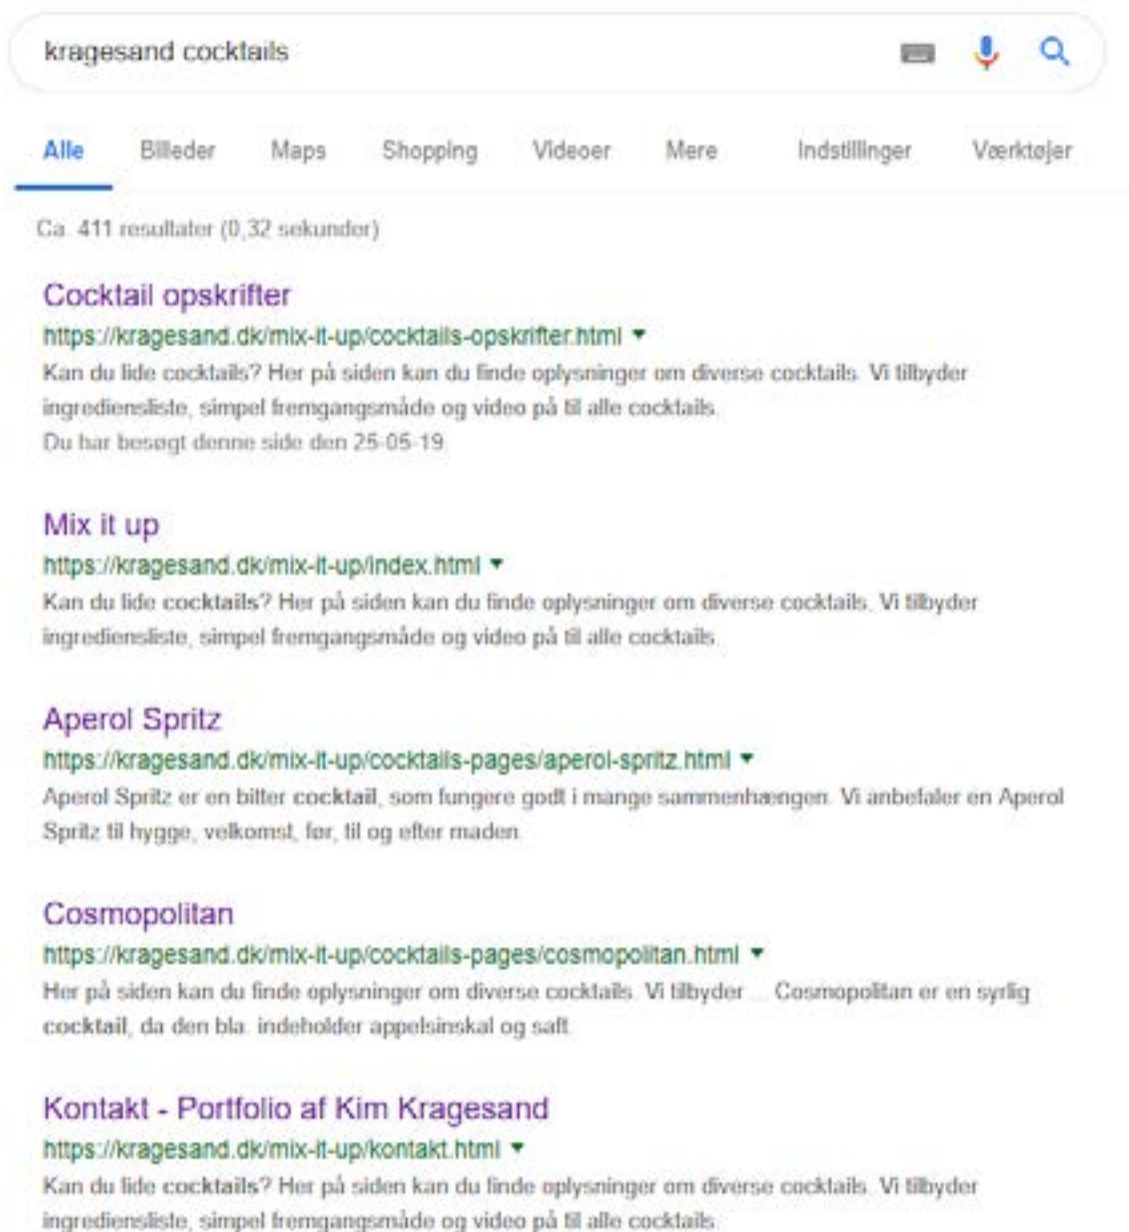 kragesand cocktails
Alle Billeder Maps Shopping Videoer Mere Indstillinger Værktøjer
Ca. 411 resultater (0,32 sekunder)
Cocktail opskrifter
https://kragesand.dk/mix-it-up/cocktails-opskrifter.html
Kan du lide cocktails? Her på siden kan du finde oplysninger om diverse cocktails. Vi tilbyder
ingrediensliste, simpel fremgangsmåde og video på til alle cocktails.
Du har besøgt denne side den 25-05-19.
Mix it up
https://kragesand.dk/mix-it-up/index.html
Kan du lide cocktails? Her på siden kan du finde oplysninger om diverse cocktails. Vi tilbyder
ingrediensliste, simpel fremgangsmåde og video på til alle cocktails.
Aperol Spritz
https://kragesand.dk/mix-it-up/cocktails-pages/aperol-spritz.html
Aperol Spritz er en bitter cocktail, som fungere godt i mange sammenhængen. Vi anbefaler en Aperol
Spritz til hygge, velkomst, før, til og efter maden.
Cosmopolitan
https://kragesand.dk/mix-it-up/cocktails-pages/cosmopolitan.html
Her på siden kan du finde oplysninger om diverse cocktails. Vi tilbyder ... Cosmopolitan er en syrlig
cocktail, da den bla. indeholder appelsinskal og saft.
Kontakt - Portfolio af Kim Kragesand
https://kragesand.dk/mix-it-up/kontakt.html
Kan du lide cocktails? Her på siden kan du finde oplysninger om diverse cocktails. Vi tilbyder
ingrediensliste, simpel fremgangsmåde og video på til alle cocktails.